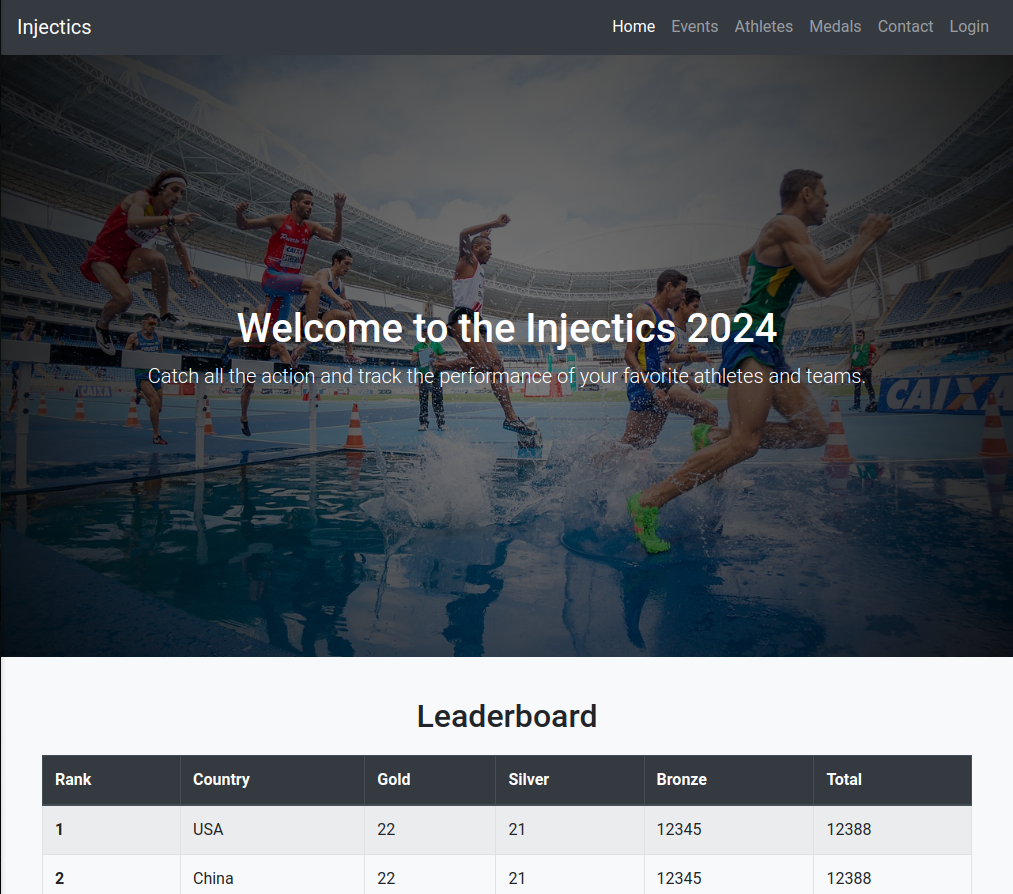 Injectics
Home Events Athletes Medals Contact Login
Welcome to the Injectics 2024
Catch all the action and track the performance of your favorite athletes and teams.
CAIXA
Leaderboard
Rank Country Gold Silver Bronze Total
1 USA 22 21 12345 12388
2 China 22 21 12345 12388